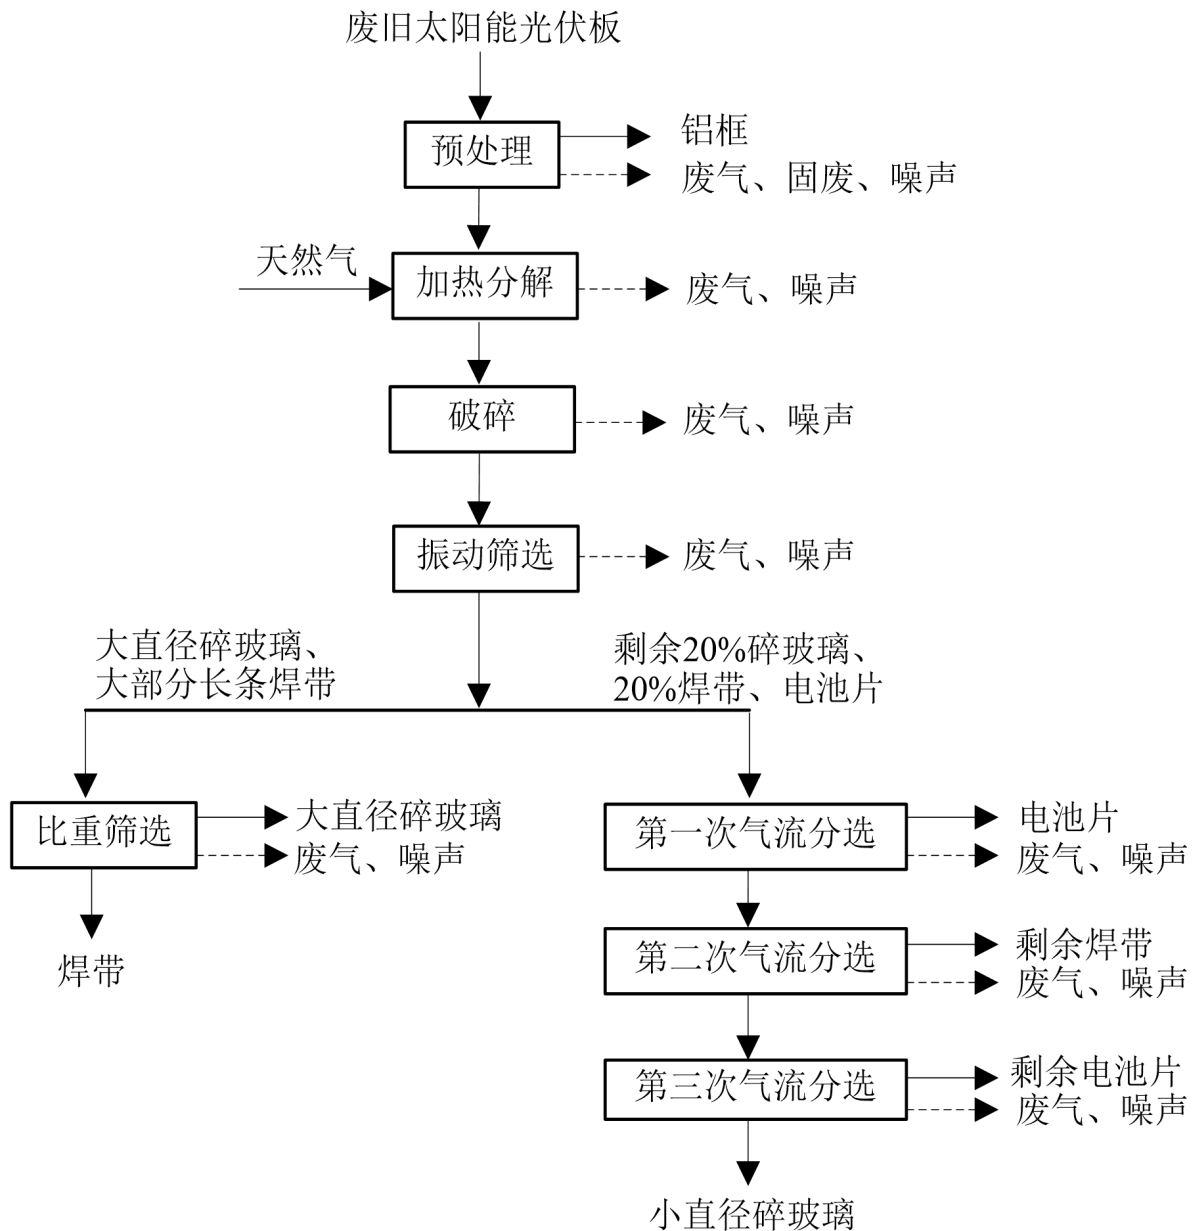 废旧太阳能光伏板
预处理
铝框
废气、固废、噪声
天然气
加热分解
废气、噪声
破碎
废气、噪声
振动筛选
废气、噪声
大直径碎玻璃、
大部分长条焊带
剩余20%碎玻璃、
20%焊带、电池片
比重筛选
大直径碎玻璃
废气、噪声
焊带
第一次气流分选
电池片
废气、噪声
第二次气流分选
剩余焊带
废气、噪声
第三次气流分选
剩余电池片
废气、噪声
小直径碎玻璃